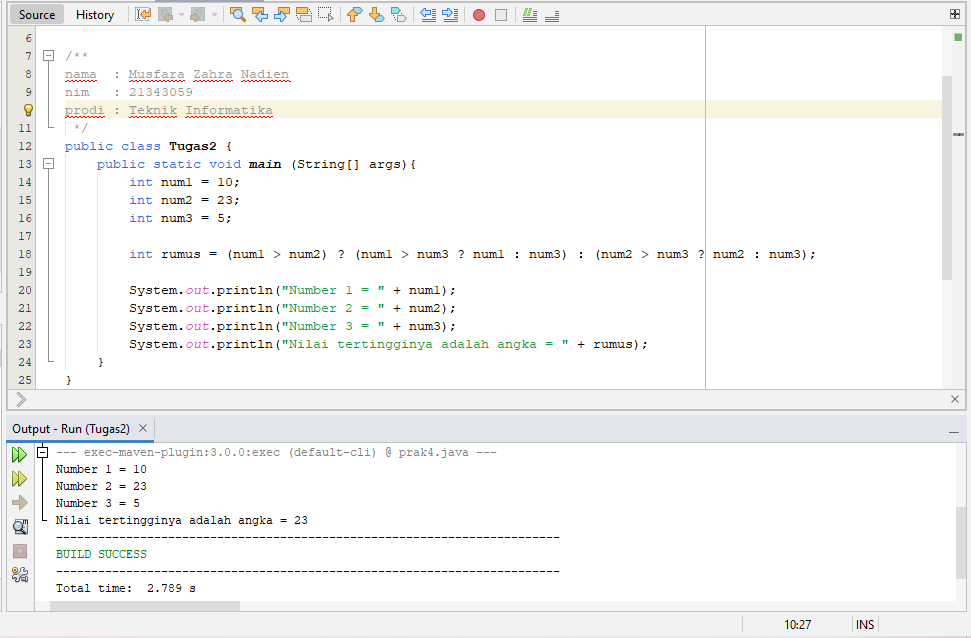 Source History
6
7 /**
8 nama : Musfara Zahra Nadien
9 nim : 21343059
prodi : Teknik Informatika
11 */
12 public class Tugas2 {
13 public static void main (String[] args){
14 int num1 = 10;
15 int num2 = 23;
16 int num3 = 5;
17
18 int rumus = (num1 > num2) ? (num1 > num3 ? num1 : num3) : (num2 > num3 ? num2 : num3);
19
20 System.out.println("Number 1 = " + num1);
21 System.out.println("Number 2 = " + num2);
22 System.out.println("Number 3 = " + num3);
23 System.out.println("Nilai tertingginya adalah angka = " + rumus);
24 }
25 }
Output - Run (Tugas2)
--- exec-maven-plugin:3.0.0:exec (default-cli) @ prak4.java ---
Number 1 = 10
Number 2 = 23
Number 3 = 5
Nilai tertingginya adalah angka = 23
------------------------------------------------------------------------
BUILD SUCCESS
------------------------------------------------------------------------
Total time: 2.789 s
10:27 INS